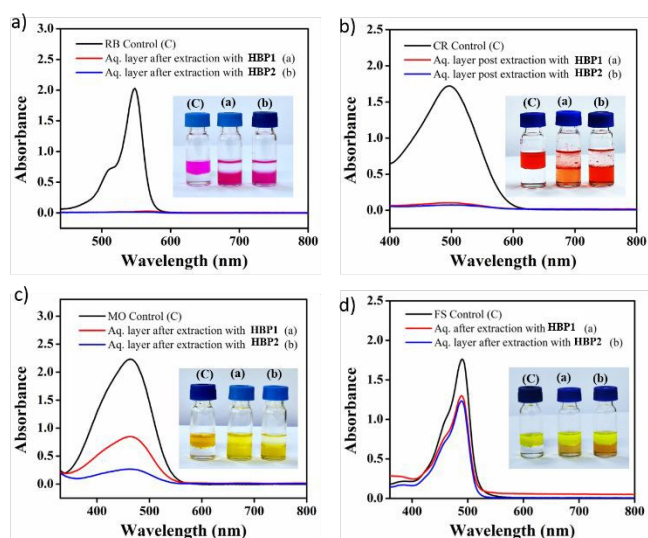 a)
3.0
2.5
2.0
1.5
1.0
0.5
0.0
RB Control (C)
Aq. layer after extraction with HBP1 (a)
Aq. layer after extraction with HBP2 (b)
(C) (a) (b)
500 600 700 800
Wavelength (nm)
Absorbance
b)
2.5
2.0
1.5
1.0
0.5
0.0
CR Control (C)
Aq. layer post extraction with HBP1 (a)
Aq. layer post extraction with HBP2 (b)
(C) (a) (b)
400 500 600 700 800
Wavelength (nm)
Absorbance
c)
3.0
2.5
2.0
1.5
1.0
0.5
0.0
MO Control (C)
Aq. layer after extraction with HBP1 (a)
Aq. layer after extraction with HBP2 (b)
(C) (a) (b)
400 500 600 700 800
Wavelength (nm)
Absorbance
d)
2.5
2.0
1.5
1.0
0.5
0.0
FS Control (C)
Aq. after extraction with HBP1 (a)
Aq. layer after extraction with HBP2 (b)
(C) (a) (b)
400 500 600 700 800
Wavelength (nm)
Absorbance